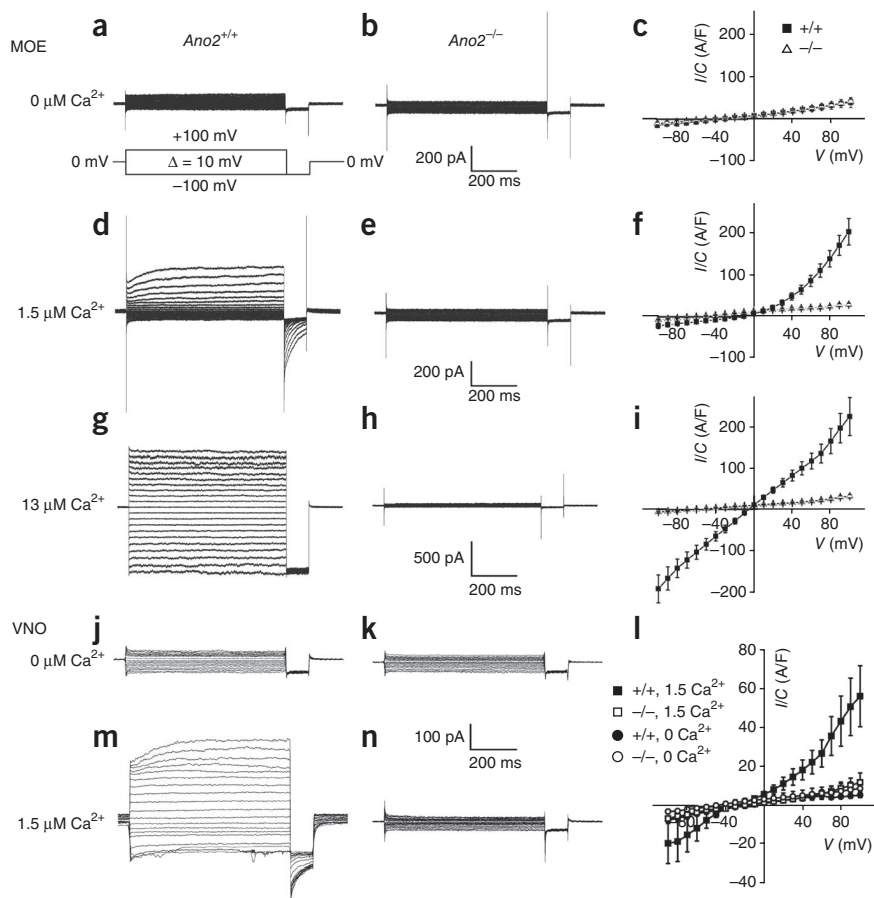 a
b
c
MOE
Ano2+/+
Ano2−/−
I/C (A/F)
+/+
−/−
200
100
0 µM Ca2+
−80
−40
40
80
V (mV)
−100
+100 mV
0 mV
Δ = 10 mV
0 mV
−100 mV
200 pA
200 ms
d
e
f
I/C (A/F)
200
100
1.5 µM Ca2+
−80
−40
40
80
V (mV)
−100
200 pA
200 ms
g
h
i
I/C (A/F)
200
100
13 µM Ca2+
−80
−40
40
80
V (mV)
−100
−200
500 pA
200 ms
VNO
j
k
l
0 µM Ca2+
I/C (A/F)
80
60
40
20
+/+, 1.5 Ca2+
−/−, 1.5 Ca2+
+/+, 0 Ca2+
−/−, 0 Ca2+
m
n
100 pA
200 ms
1.5 µM Ca2+
−80
−40
40
80
V (mV)
−20
−40